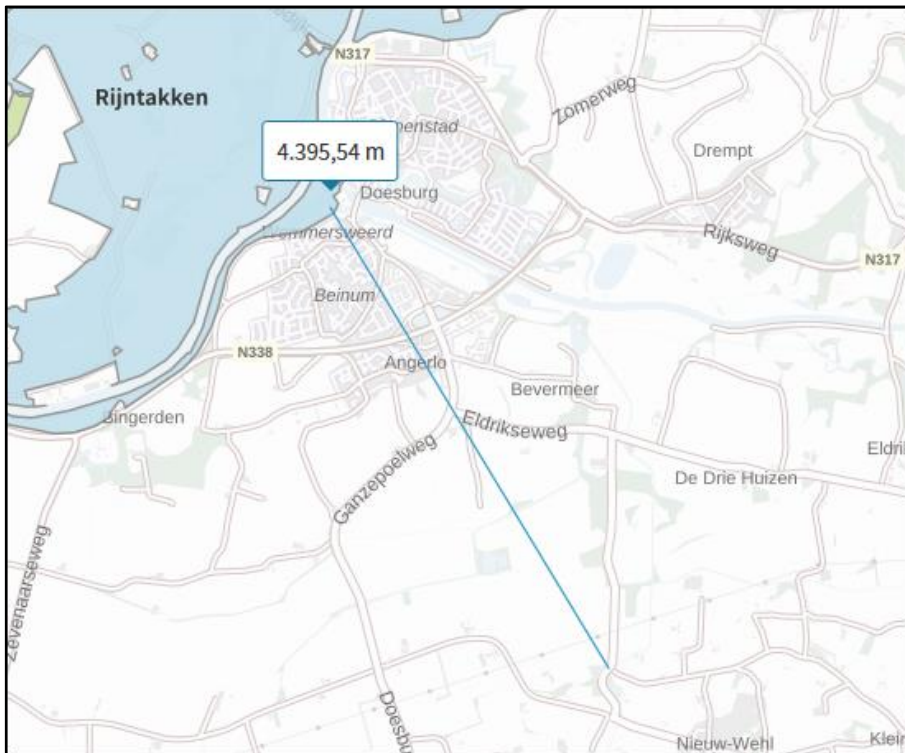 N317
Rijntakken
Zomerweg
4.395,54 m
Drempt
Doesburg
Rijksweg
N317
Beinum
N338
Angerlo
Bevermeer
Eldrikseweg
Ganzepoelweg
De Drie Huizen
Zevenaarseweg
Nieuw-Wehl